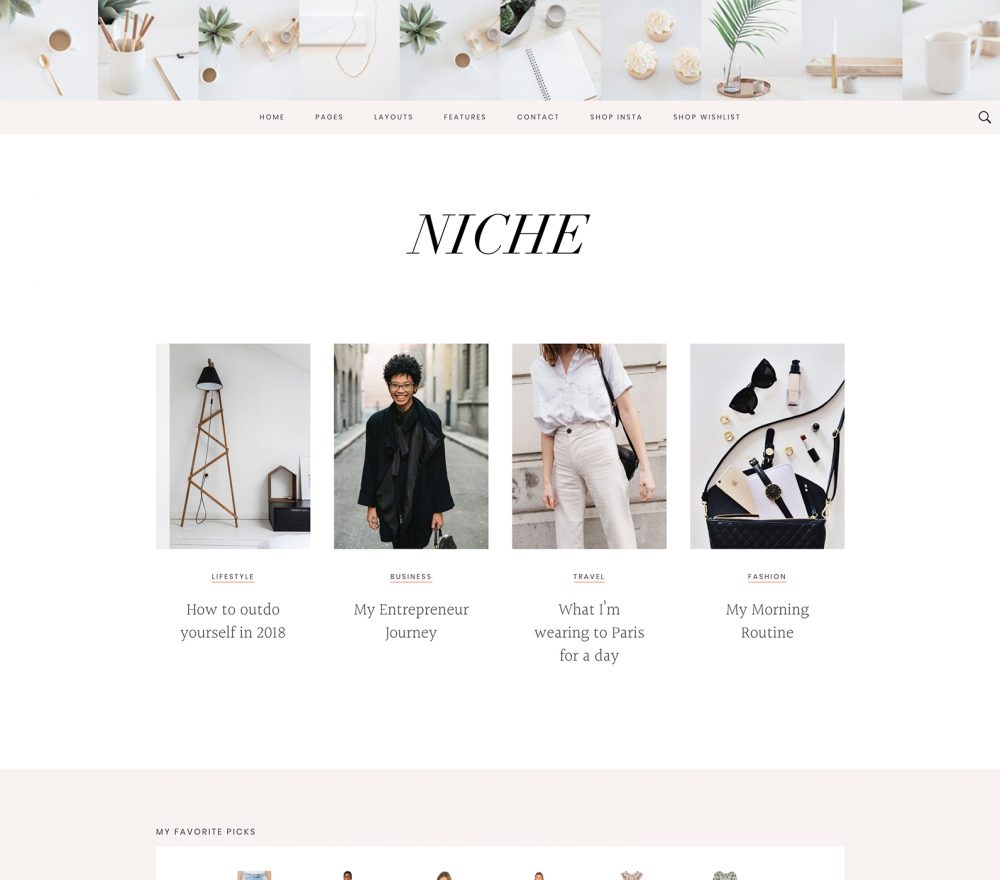 HOME PAGES LAYOUTS FEATURES CONTACT SHOP INSTA SHOP WISHLIST
NICHE
LIFESTYLE
How to outdo
yourself in 2018
BUSINESS
My Entrepreneur
Journey
TRAVEL
What I’m
wearing to Paris
for a day
FASHION
My Morning
Routine
MY FAVORITE PICKS